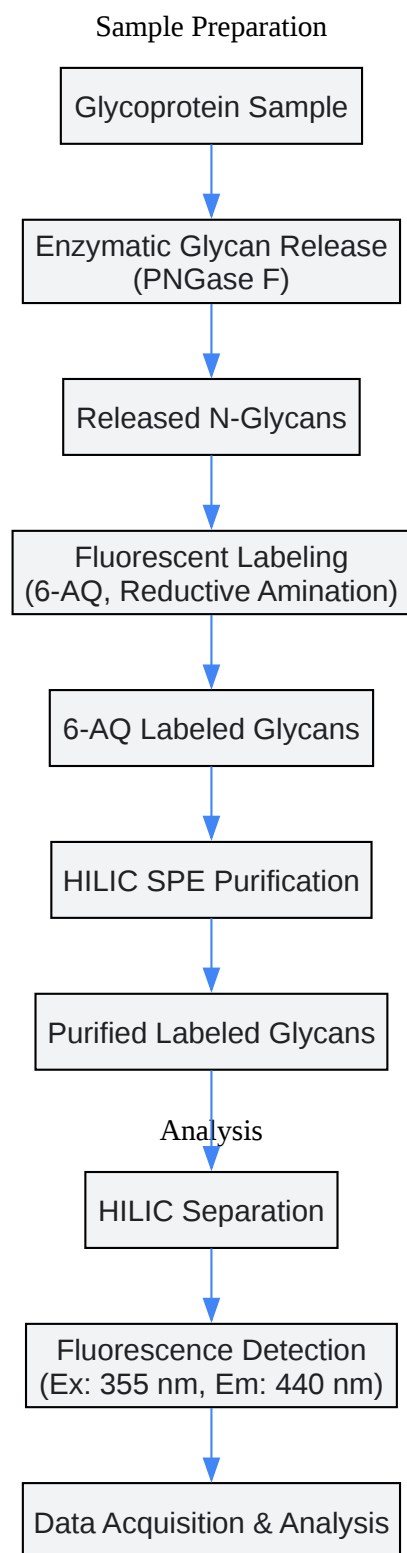 Sample Preparation
Glycoprotein Sample
Enzymatic Glycan Release
(PNGase F)
Released N-Glycans
Fluorescent Labeling
(6-AQ, Reductive Amination)
6-AQ Labeled Glycans
HILIC SPE Purification
Purified Labeled Glycans
Analysis
HILIC Separation
Fluorescence Detection
(Ex: 355 nm, Em: 440 nm)
Data Acquisition & Analysis